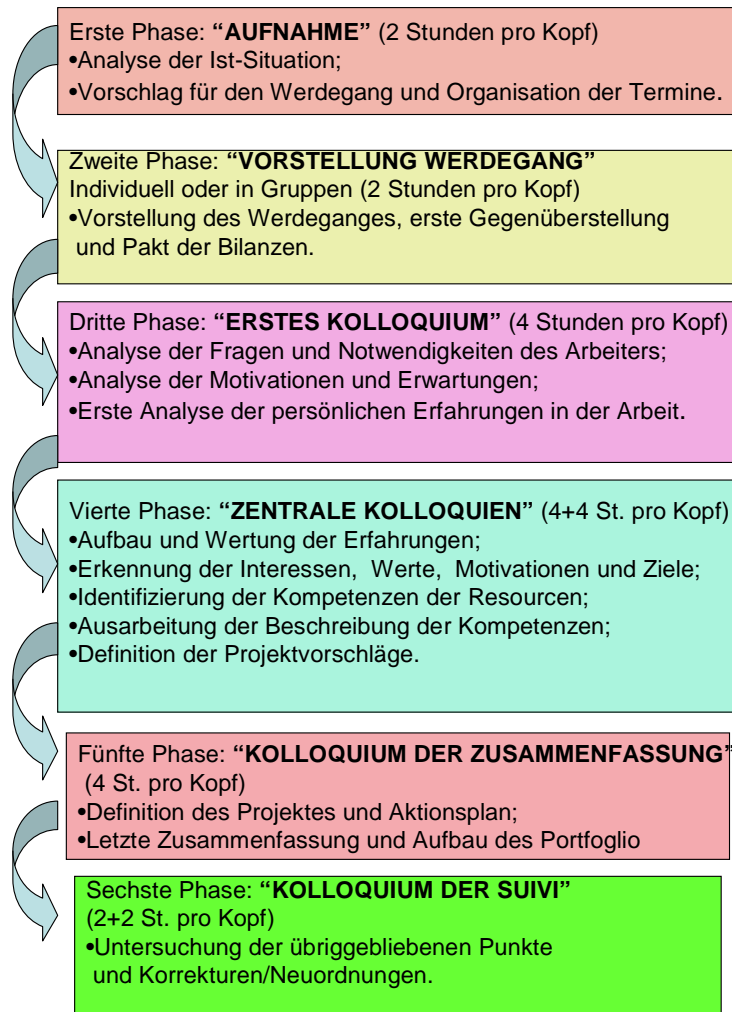 Erste Phase: “AUFNAHME” (2 Stunden pro Kopf)
•Analyse der Ist-Situation;
•Vorschlag für den Werdegang und Organisation der Termine.
Zweite Phase: “VORSTELLUNG WERDEGANG”
Individuell oder in Gruppen (2 Stunden pro Kopf)
•Vorstellung des Werdeganges, erste Gegenüberstellung
und Pakt der Bilanzen.
Dritte Phase: “ERSTES KOLLOQUIUM” (4 Stunden pro Kopf)
•Analyse der Fragen und Notwendigkeiten des Arbeiters;
•Analyse der Motivationen und Erwartungen;
•Erste Analyse der persönlichen Erfahrungen in der Arbeit.
Vierte Phase: “ZENTRALE KOLLOQUIEN” (4+4 St. pro Kopf)
•Aufbau und Wertung der Erfahrungen;
•Erkennung der Interessen, Werte, Motivationen und Ziele;
•Identifizierung der Kompetenzen der Resourcen;
•Ausarbeitung der Beschreibung der Kompetenzen;
•Definition der Projektvorschläge.
Fünfte Phase: “KOLLOQUIUM DER ZUSAMMENFASSUNG”
(4 St. pro Kopf)
•Definition des Projektes und Aktionsplan;
•Letzte Zusammenfassung und Aufbau des Portfoglio
Sechste Phase: “KOLLOQUIUM DER SUIVI”
(2+2 St. pro Kopf)
•Untersuchung der übriggebliebenen Punkte
und Korrekturen/Neuordnungen.